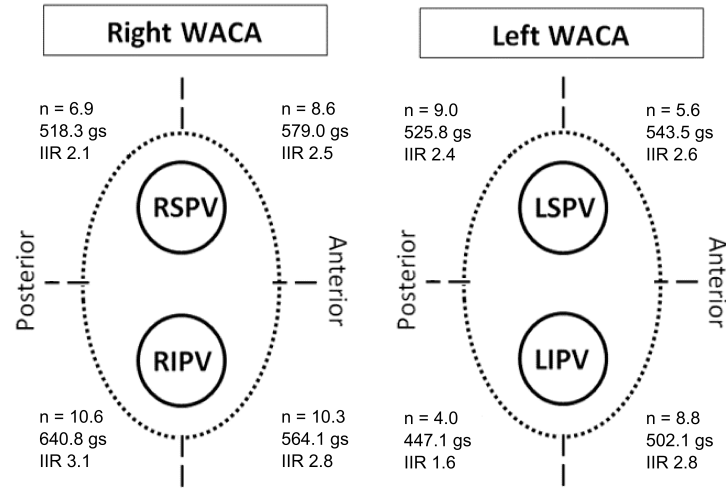 Right WACA
n = 6.9
518.3 gs
IIR 2.1
n = 8.6
579.0 gs
IIR 2.5
RSPV
Posterior
Anterior
RIPV
n = 10.6
640.8 gs
IIR 3.1
n = 10.3
564.1 gs
IIR 2.8
Left WACA
n = 9.0
525.8 gs
IIR 2.4
n = 5.6
543.5 gs
IIR 2.6
LSPV
Posterior
Anterior
LIPV
n = 4.0
447.1 gs
IIR 1.6
n = 8.8
502.1 gs
IIR 2.8